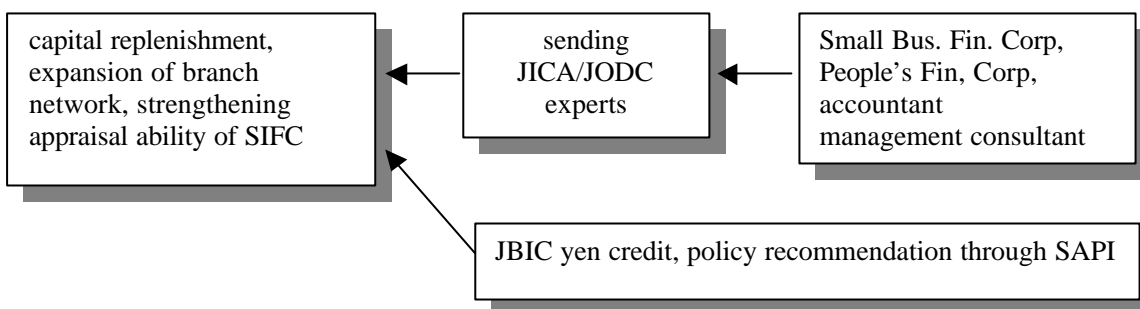 capital replenishment,
expansion of branch
network, strengthening
appraisal ability of SIFC
sending
JICA/JODC
experts
Small Bus. Fin. Corp,
People's Fin, Corp,
accountant
management consultant
JBIC yen credit, policy recommendation through SAPI